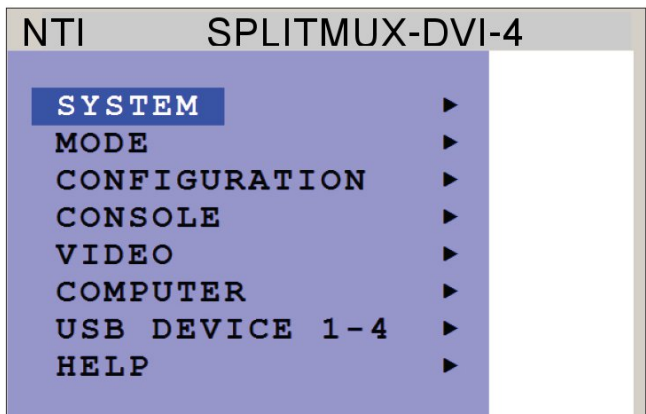 NTI SPLITMUX-DVI-4
SYSTEM
MODE
CONFIGURATION
CONSOLE
VIDEO
COMPUTER
USB DEVICE 1-4
HELP